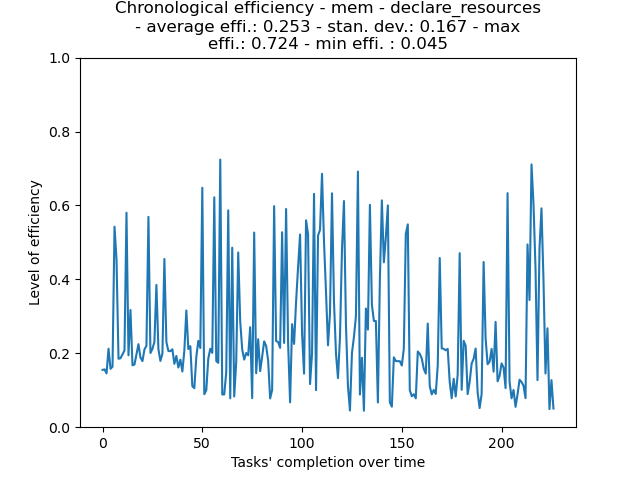 Chronological efficiency - mem - declare_resources
- average effi.: 0.253 - stan. dev.: 0.167 - max
effi.: 0.724 - min effi. : 0.045
1.0
0.8
0.6
0.4
0.2
0.0
Level of efficiency
0 50 100 150 200
Tasks' completion over time